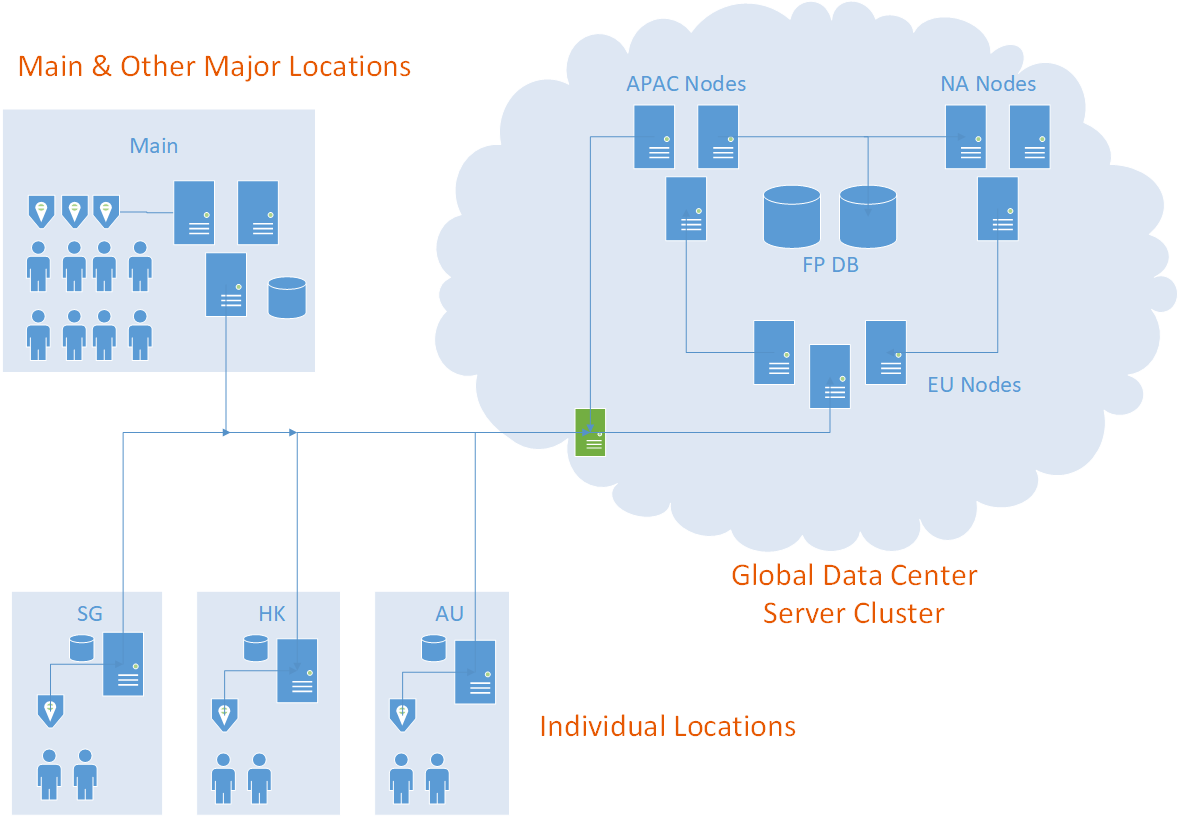 Main & Other Major Locations
Main
APAC Nodes
NA Nodes
FP DB
EU Nodes
Global Data Center
Server Cluster
SG
HK
AU
Individual Locations